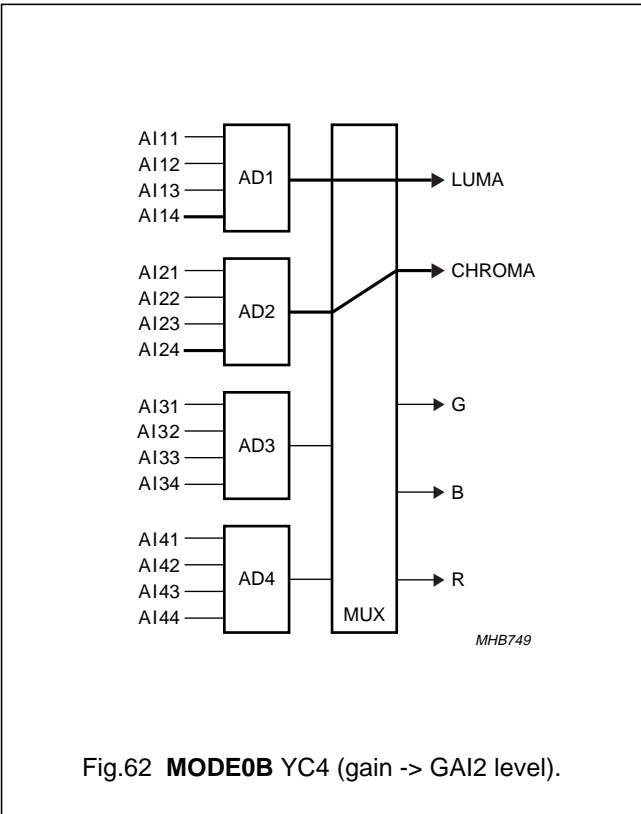 AI11
AI12
AI13
AI14
AD1
LUMA
AI21
AI22
AI23
AI24
AD2
CHROMA
AI31
AI32
AI33
AI34
AD3
G
B
AI41
AI42
AI43
AI44
AD4
R
MUX
MHB749
Fig.62 MODE0B YC4 (gain -> GAI2 level).